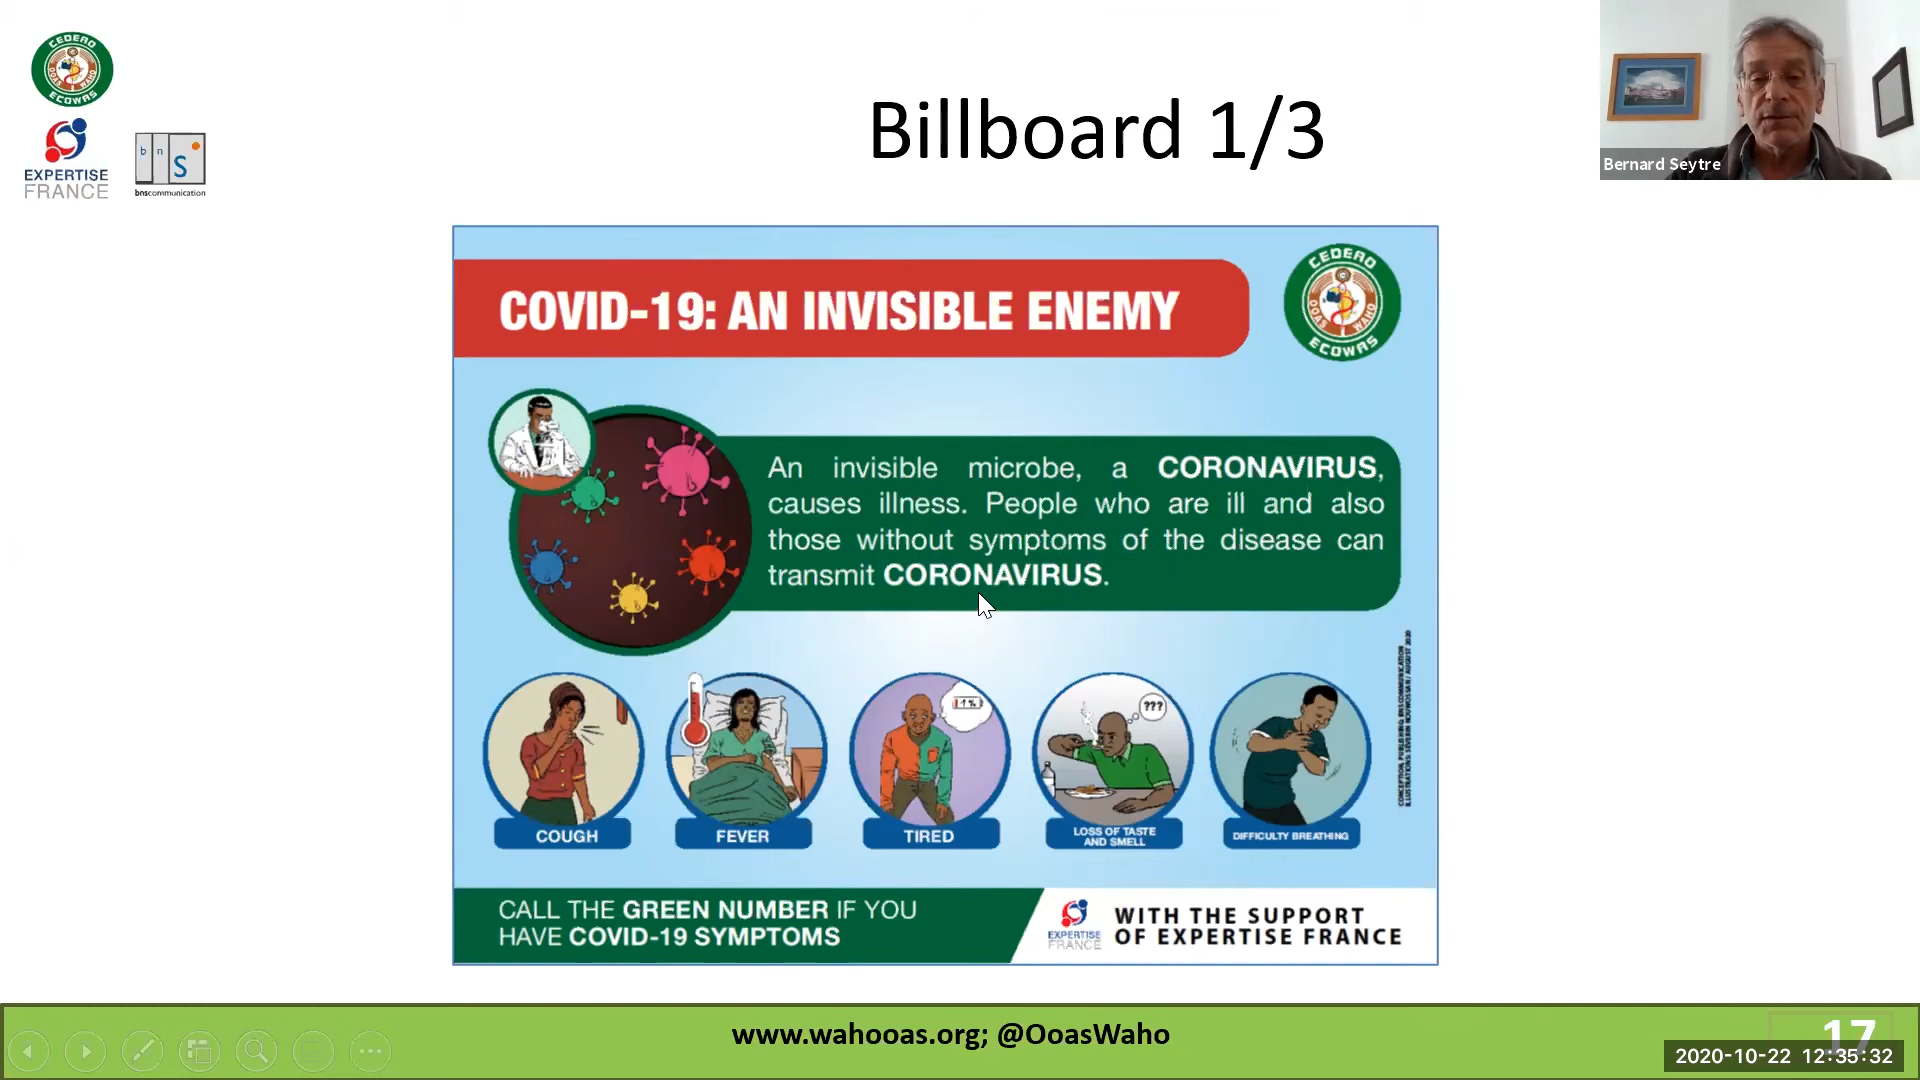 CEDEAO
OOAS WAHO
ECOWAS
EXPERTISE
FRANCE
b n s
bnscommunication
Billboard 1/3
Bernard Seytre
COVID-19: AN INVISIBLE ENEMY
CEDEAO
OOAS WAHO
ECOWAS
An invisible microbe, a CORONAVIRUS,
causes illness. People who are ill and also
those without symptoms of the disease can
transmit CORONAVIRUS.
1%
???
COUGH
FEVER
TIRED
LOSS OF TASTE
AND SMELL
DIFFICULTY BREATHING
CONCEPTION, PUBLISHING: BNSCOMMUNICATION
CALL THE GREEN NUMBER IF YOU
HAVE COVID-19 SYMPTOMS
EXPERTISE
FRANCE
WITH THE SUPPORT
OF EXPERTISE FRANCE
www.wahooas.org; @OoasWaho
17
2020-10-22 12:35:32